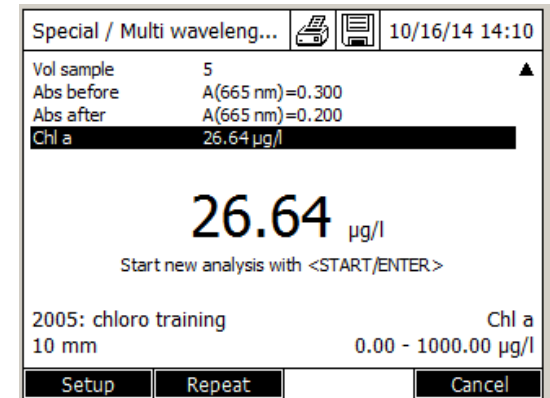 Special / Multi waveleng... 10/16/14 14:10
Vol sample 5
Abs before A(665 nm)=0.300
Abs after A(665 nm)=0.200
Chl a 26.64 µg/l
26.64 µg/l
Start new analysis with <START/ENTER>
2005: chloro training Chl a
10 mm 0.00 - 1000.00 µg/l
Setup Repeat Cancel